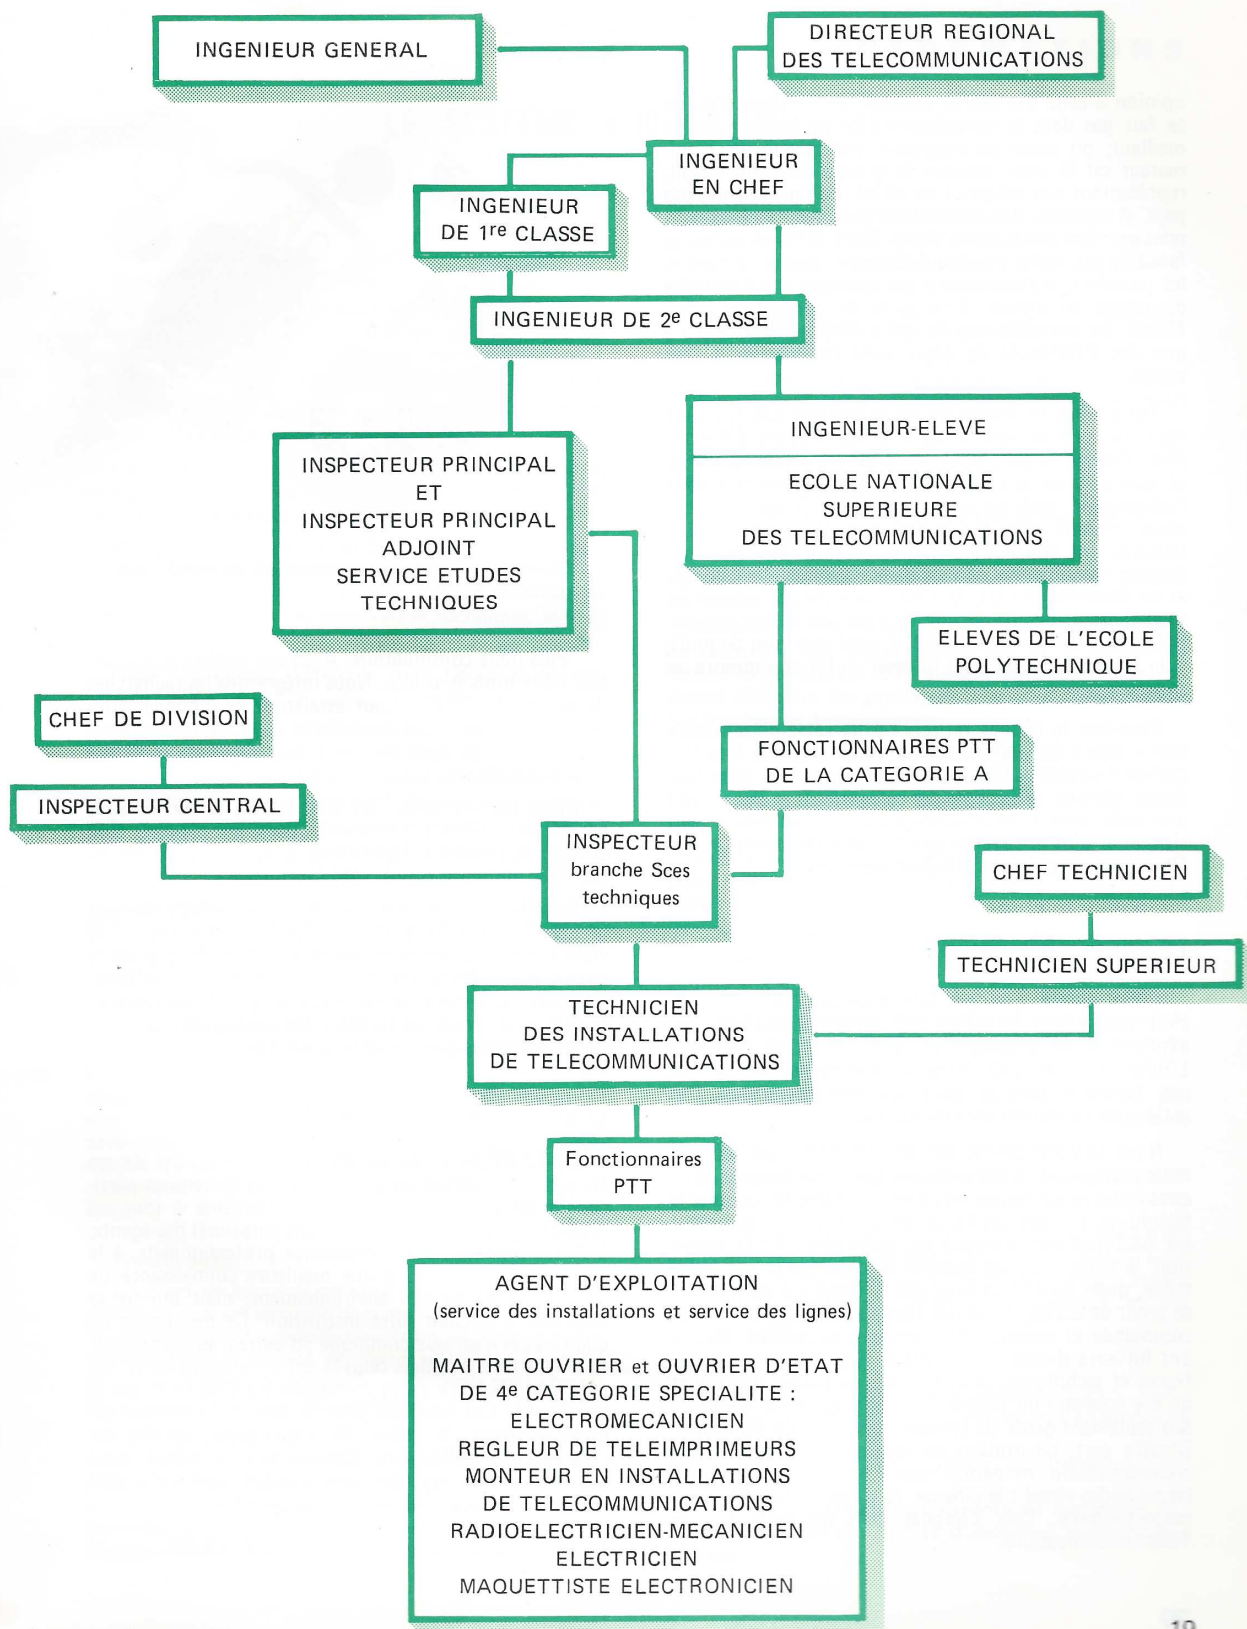 INGENIEUR GENERAL
DIRECTEUR REGIONAL
DES TELECOMMUNICATIONS
INGENIEUR
EN CHEF
INGENIEUR
DE 1re CLASSE
INGENIEUR DE 2e CLASSE
INSPECTEUR PRINCIPAL
ET
INSPECTEUR PRINCIPAL
ADJOINT
SERVICE ETUDES
TECHNIQUES
INGENIEUR-ELEVE
ECOLE NATIONALE
SUPERIEURE
DES TELECOMMUNICATIONS
ELEVES DE L'ECOLE
POLYTECHNIQUE
CHEF DE DIVISION
INSPECTEUR CENTRAL
FONCTIONNAIRES PTT
DE LA CATEGORIE A
INSPECTEUR
branche Sces
techniques
CHEF TECHNICIEN
TECHNICIEN SUPERIEUR
TECHNICIEN
DES INSTALLATIONS
DE TELECOMMUNICATIONS
Fonctionnaires
PTT
AGENT D'EXPLOITATION
(service des installations et service des lignes)
MAITRE OUVRIER et OUVRIER D'ETAT
DE 4e CATEGORIE SPECIALITE :
ELECTROMECANICIEN
REGLEUR DE TELEIMPRIMEURS
MONTEUR EN INSTALLATIONS
DE TELECOMMUNICATIONS
RADIOELECTRICIEN-MECANICIEN
ELECTRICIEN
MAQUETTISTE ELECTRONICIEN